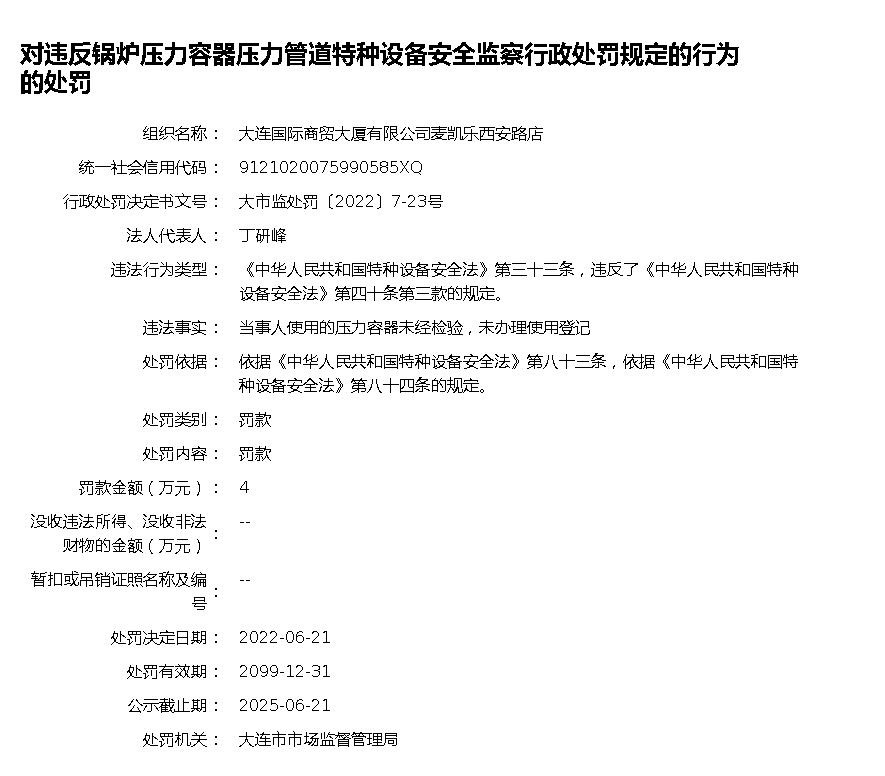 对违反锅炉压力容器压力管道特种设备安全监察行政处罚规定的行为
的处罚
组织名称： 大连国际商贸大厦有限公司麦凯乐西安路店
统一社会信用代码： 9121020075990585XQ
行政处罚决定书文号： 大市监处罚〔2022〕7-23号
法人代表人： 丁研峰
违法行为类型： 《中华人民共和国特种设备安全法》第三十三条，违反了《中华人民共和国特种
设备安全法》第四十条第三款的规定。
违法事实： 当事人使用的压力容器未经检验，未办理使用登记
处罚依据： 依据《中华人民共和国特种设备安全法》第八十三条，依据《中华人民共和国特
种设备安全法》第八十四条的规定。
处罚类别： 罚款
处罚内容： 罚款
罚款金额（万元）： 4
没收违法所得、没收非法
财物的金额（万元）： --
暂扣或吊销证照名称及编
号： --
处罚决定日期： 2022-06-21
处罚有效期： 2099-12-31
公示截止期： 2025-06-21
处罚机关： 大连市市场监督管理局